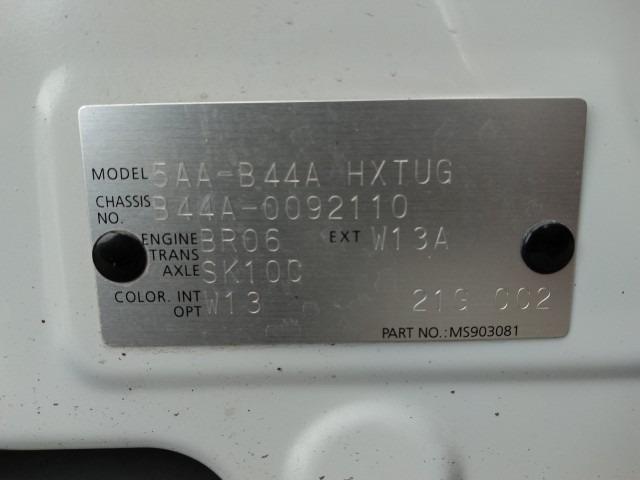 MODEL 5AA-B44A HXTUG
CHASSIS NO. B44A-0092110
ENGINE BR06 EXT W13A
TRANS AXLE SK10C
COLOR. INT W13 21G 002
OPT
PART NO.: MS903081